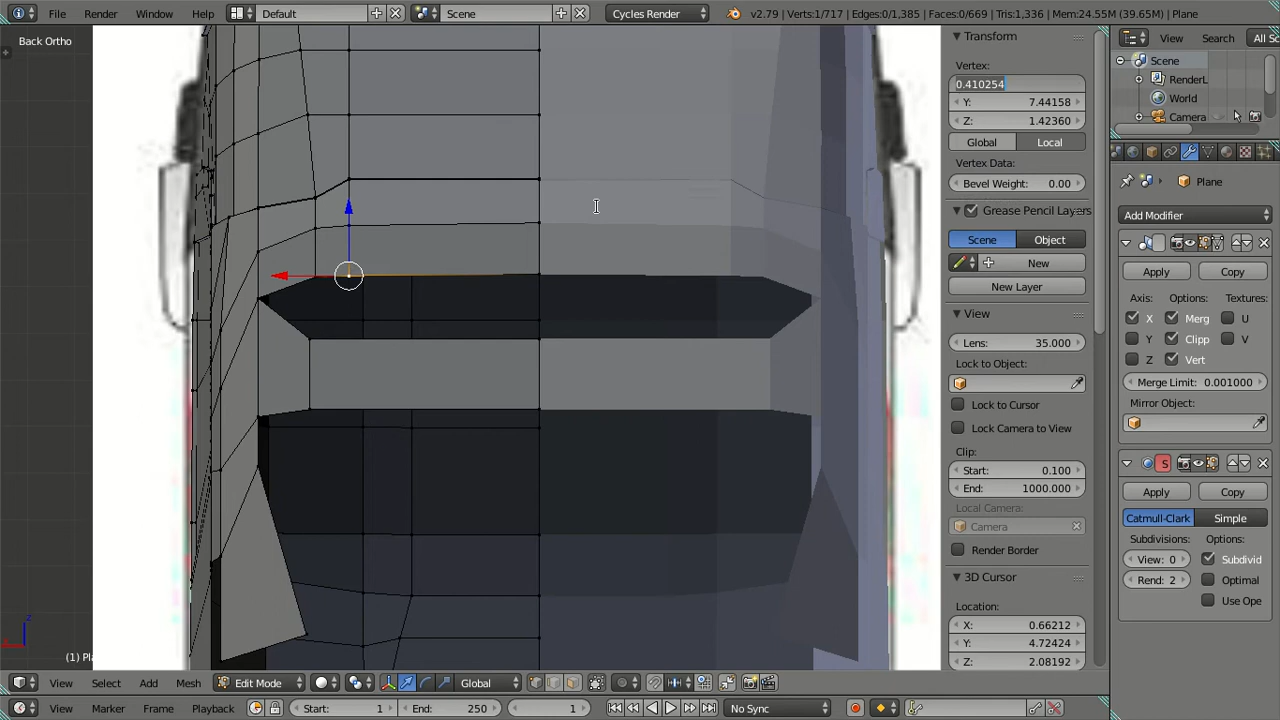 File Render Window Help Default Scene Cycles Render v2.79 | Verts:1/717 | Edges:0/1,385 | Faces:0/669 | Tris:1,336 | Mem:24.55M (39.65M) | Plane
Back Ortho
Transform
Vertex:
0.410254
Y: 7.44158
Z: 1.42360
Global Local
Vertex Data:
Bevel Weight: 0.00
Grease Pencil Layers
Scene Object
New
New Layer
View
Lens: 35.000
Lock to Object:
Lock to Cursor
Lock Camera to View
Clip:
Start: 0.100
End: 1000.000
Local Camera:
Camera
Render Border
3D Cursor
Location:
X: 0.66212
Y: 4.72424
Z: 2.08192
View Search All Sc
Scene
RenderL
World
Camera
Plane
Add Modifier
Apply Copy
Axis: Options: Textures:
X Merg U
Y Clipp V
Z Vert
Merge Limit: 0.001000
Mirror Object:
S
Apply Copy
Catmull-Clark Simple
Subdivisions: Options:
View: 0 Subdivid
Rend: 2 Optimal
Use Ope
z
x
(1) Pl
View Select Add Mesh Edit Mode Global
View Marker Frame Playback Start: 1 End: 250 1 No Sync